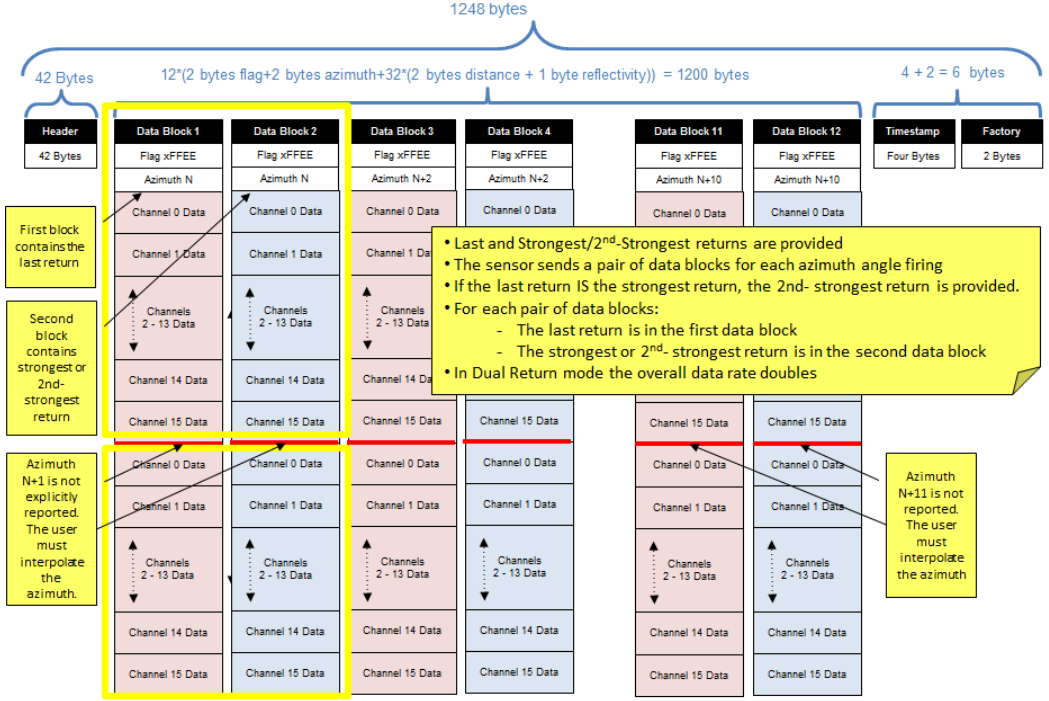 1248 bytes
42 Bytes
12*(2 bytes flag+2 bytes azimuth+32*(2 bytes distance + 1 byte reflectivity)) = 1200 bytes
4 + 2 = 6 bytes
Header
42 Bytes
Data Block 1
Flag xFFEE
Azimuth N
Channel 0 Data
Channel 1 Data
Channels
2 - 13 Data
Channel 14 Data
Channel 15 Data
Channel 0 Data
Channel 1 Data
Channels
2 - 13 Data
Channel 14 Data
Channel 15 Data
Data Block 2
Flag xFFEE
Azimuth N
Channel 0 Data
Channel 1 Data
Channels
2 - 13 Data
Channel 14 Data
Channel 15 Data
Channel 0 Data
Channel 1 Data
Channels
2 - 13 Data
Channel 14 Data
Channel 15 Data
Data Block 3
Flag xFFEE
Azimuth N+2
Channel 0 Data
Channel 1 Dat
Channels
2 - 13 Data
Channel 14 Da
Channel 15 Data
Channel 0 Data
Channel 1 Data
Channels
2 - 13 Data
Channel 14 Data
Channel 15 Data
Data Block 4
Flag xFFEE
Azimuth N+2
Channel 0 Data
Channel 15 Data
Channel 0 Data
Channel 1 Data
Channels
2 - 13 Data
Channel 14 Data
Channel 15 Data
Data Block 11
Flag xFFEE
Azimuth N+10
Channel 0 Data
Channel 15 Data
Channel 0 Data
Channel 1 Data
Channels
2 - 13 Data
Channel 14 Data
Channel 15 Data
Data Block 12
Flag xFFEE
Azimuth N+10
Channel 0 Data
Channel 15 Data
Channel 0 Data
Channel 1 Data
Channels
2 - 13 Data
Channel 14 Data
Channel 15 Data
Timestamp
Four Bytes
Factory
2 Bytes
First block
contains the
last return
Second
block
contains
strongest or
2nd-
strongest
return
Azimuth
N+1 is not
explicitly
reported.
The user
must
interpolate
the
azimuth.
• Last and Strongest/2nd-Strongest returns are provided
• The sensor sends a pair of data blocks for each azimuth angle firing
• If the last return IS the strongest return, the 2nd- strongest return is provided.
• For each pair of data blocks:
- The last return is in the first data block
- The strongest or 2nd- strongest return is in the second data block
• In Dual Return mode the overall data rate doubles
Azimuth
N+11 is not
reported.
The user
must
interpolate
the azimuth